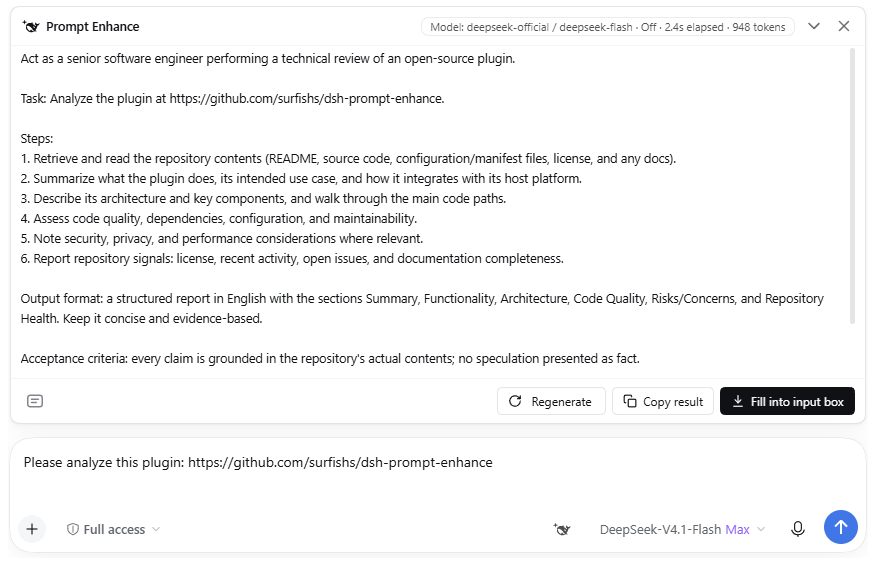 Prompt Enhance
Model: deepseek-official / deepseek-flash · Off · 2.4s elapsed · 948 tokens
Act as a senior software engineer performing a technical review of an open-source plugin.
Task: Analyze the plugin at https://github.com/surfishs/dsh-prompt-enhance.
Steps:
1. Retrieve and read the repository contents (README, source code, configuration/manifest files, license, and any docs).
2. Summarize what the plugin does, its intended use case, and how it integrates with its host platform.
3. Describe its architecture and key components, and walk through the main code paths.
4. Assess code quality, dependencies, configuration, and maintainability.
5. Note security, privacy, and performance considerations where relevant.
6. Report repository signals: license, recent activity, open issues, and documentation completeness.
Output format: a structured report in English with the sections Summary, Functionality, Architecture, Code Quality, Risks/Concerns, and Repository
Health. Keep it concise and evidence-based.
Acceptance criteria: every claim is grounded in the repository's actual contents; no speculation presented as fact.
Regenerate
Copy result
Fill into input box
Please analyze this plugin: https://github.com/surfishs/dsh-prompt-enhance
Full access
DeepSeek-V4.1-Flash Max